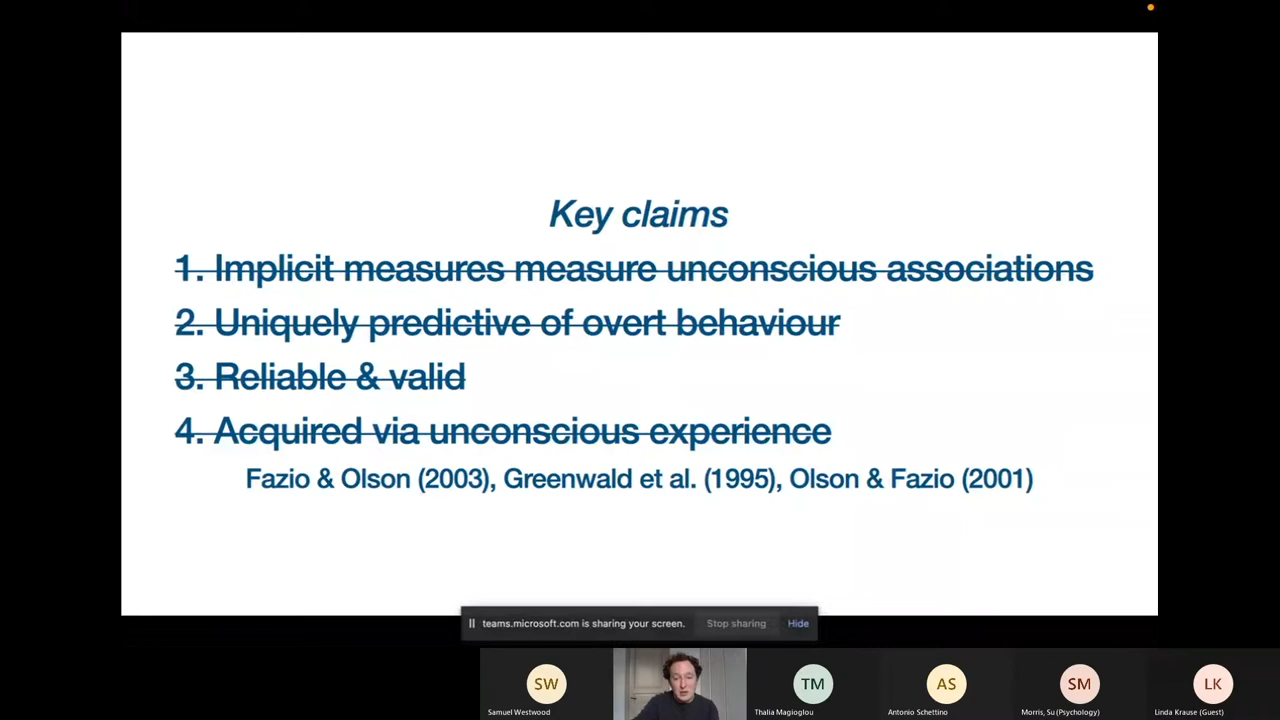 Key claims
1. Implicit measures measure unconscious associations
2. Uniquely predictive of overt behaviour
3. Reliable & valid
4. Acquired via unconscious experience
Fazio & Olson (2003), Greenwald et al. (1995), Olson & Fazio (2001)
teams.microsoft.com is sharing your screen. Stop sharing Hide
SW TM AS SM LK
Samuel Westwood Thalia Magioglou Antonio Schettino Morris, Su (Psychology) Linda Krause (Guest)